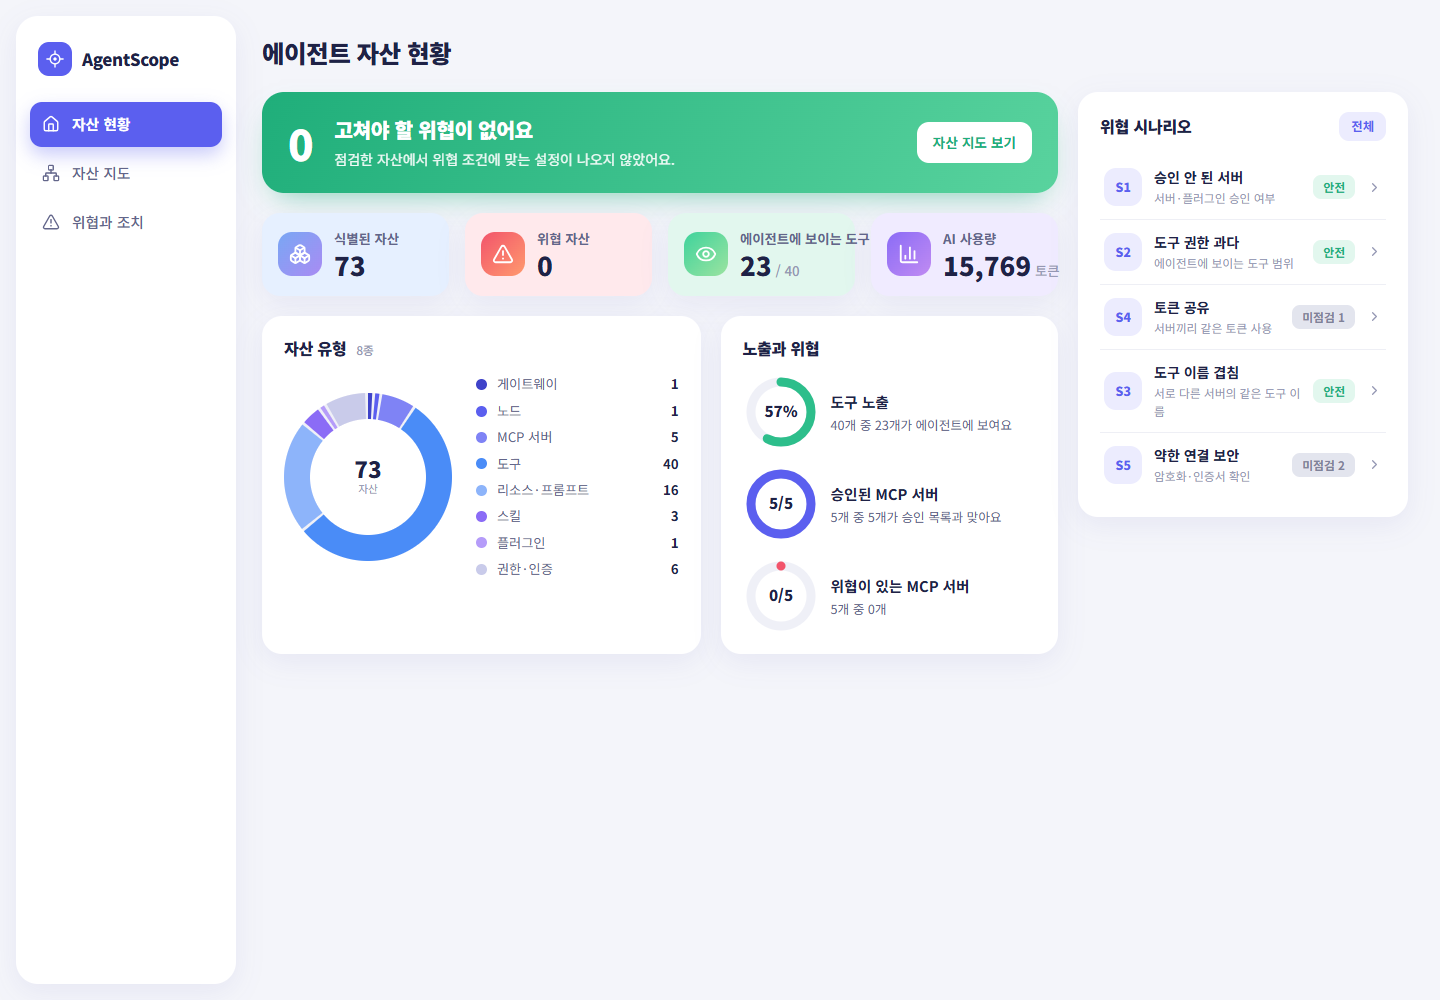 AgentScope
자산 현황
자산 지도
위협과 조치
에이전트 자산 현황
0
고쳐야 할 위협이 없어요
점검한 자산에서 위협 조건에 맞는 설정이 나오지 않았어요.
자산 지도 보기
식별된 자산
73
위협 자산
0
에이전트에 보이는 도구
23 / 40
AI 사용량
15,769 토큰
자산 유형 8종
73
자산
게이트웨이 1
노드 1
MCP 서버 5
도구 40
리소스·프롬프트 16
스킬 3
플러그인 1
권한·인증 6
노출과 위협
57%
도구 노출
40개 중 23개가 에이전트에 보여요
5/5
승인된 MCP 서버
5개 중 5개가 승인 목록과 맞아요
0/5
위협이 있는 MCP 서버
5개 중 0개
위협 시나리오
전체
S1
승인 안 된 서버
서버·플러그인 승인 여부
안전
S2
도구 권한 과다
에이전트에 보이는 도구 범위
안전
S4
토큰 공유
서버끼리 같은 토큰 사용
미점검 1
S3
도구 이름 겹침
서로 다른 서버의 같은 도구 이
름
안전
S5
약한 연결 보안
암호화·인증서 확인
미점검 2